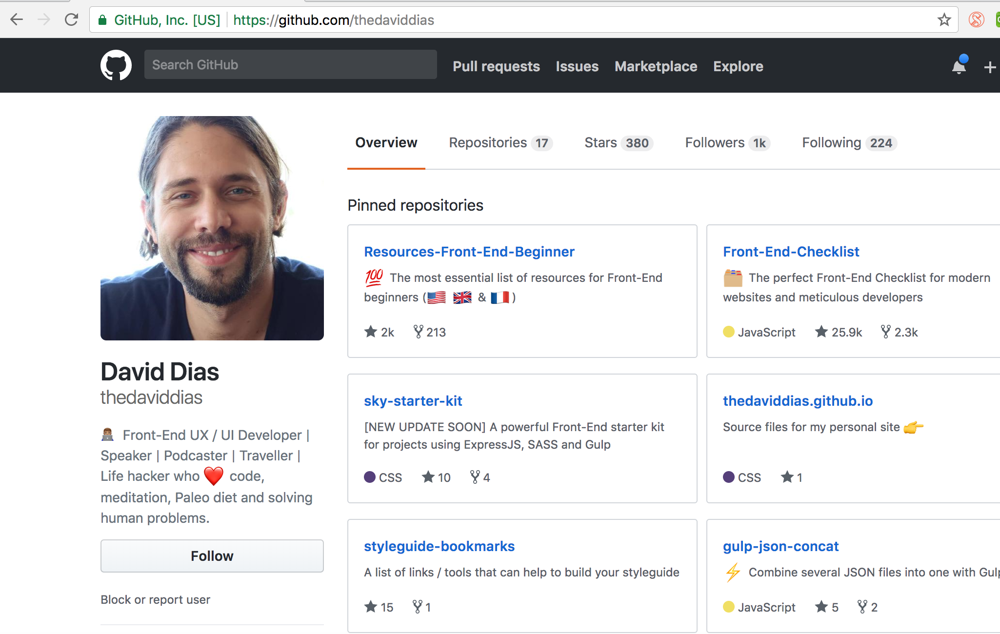 GitHub, Inc. [US] https://github.com/thedaviddias
Search GitHub
Pull requests Issues Marketplace Explore
Overview Repositories 17 Stars 380 Followers 1k Following 224
Pinned repositories
Resources-Front-End-Beginner
💯 The most essential list of resources for Front-End
beginners (🇺🇸 🇬🇧 & 🇫🇷 )
2k 213
Front-End-Checklist
🗂 The perfect Front-End Checklist for modern
websites and meticulous developers
JavaScript 25.9k 2.3k
David Dias
thedaviddias
Front-End UX / UI Developer |
Speaker | Podcaster | Traveller |
Life hacker who ❤️ code,
meditation, Paleo diet and solving
human problems.
Follow
Block or report user
sky-starter-kit
[NEW UPDATE SOON] A powerful Front-End starter kit
for projects using ExpressJS, SASS and Gulp
CSS 10 4
thedaviddias.github.io
Source files for my personal site 👉
CSS 1
styleguide-bookmarks
A list of links / tools that can help to build your styleguide
15 1
gulp-json-concat
⚡ Combine several JSON files into one with
JavaScript 5 2